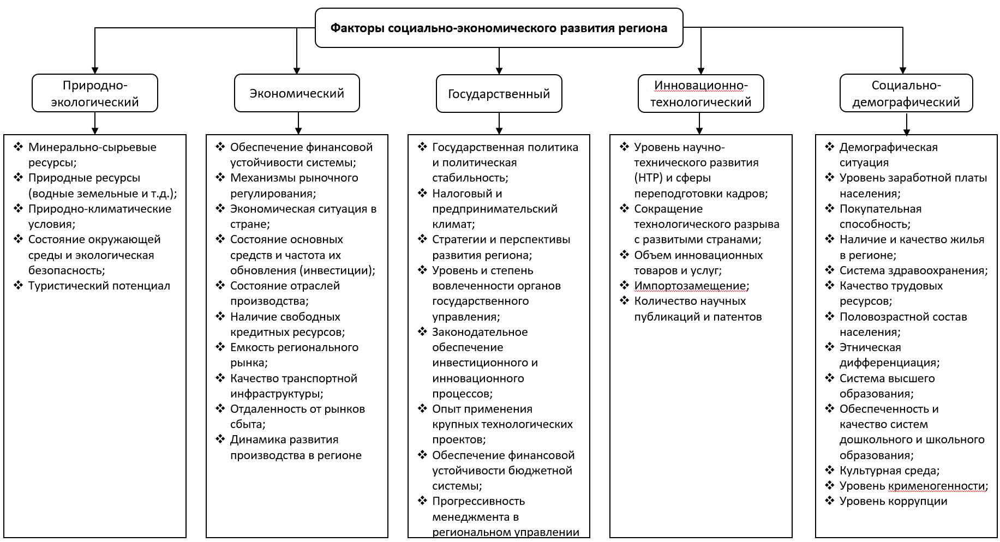 Факторы социально-экономического развития региона
Природно-
экологический
Экономический
Государственный
Инновационно-
технологический
Социально-
демографический
Минерально-сырьевые
ресурсы;
Природные ресурсы
(водные земельные и т.д.);
Природно-климатические
условия;
Состояние окружающей
среды и экологическая
безопасность;
Туристический потенциал
Обеспечение финансовой
устойчивости системы;
Механизмы рыночного
регулирования;
Экономическая ситуация в
стране;
Состояние основных
средств и частота их
обновления (инвестиции);
Состояние отраслей
производства;
Наличие свободных
кредитных ресурсов;
Емкость регионального
рынка;
Качество транспортной
инфраструктуры;
Отдаленность от рынков
сбыта;
Динамика развития
производства в регионе
Государственная политика
и политическая
стабильность;
Налоговый и
предпринимательский
климат;
Стратегии и перспективы
развития региона;
Уровень и степень
вовлеченности органов
государственного
управления;
Законодательное
обеспечение
инвестиционного и
инновационного
процессов;
Опыт применения
крупных технологических
проектов;
Обеспечение финансовой
устойчивости бюджетной
системы;
Прогрессивность
менеджмента в
региональном управлении
Уровень научно-
технического развития
(НТР) и сферы
переподготовки кадров;
Сокращение
технологического разрыва
с развитыми странами;
Объем инновационных
товаров и услуг;
Импортозамещение;
Количество научных
публикаций и патентов
Демографическая
ситуация
Уровень заработной платы
населения;
Покупательная
способность;
Наличие и качество жилья
в регионе;
Система здравоохранения;
Качество трудовых
ресурсов;
Половозрастной состав
населения;
Этническая
дифференциация;
Система высшего
образования;
Обеспеченность и
качество систем
дошкольного и школьного
образования;
Культурная среда;
Уровень крименогенности;
Уровень коррупции